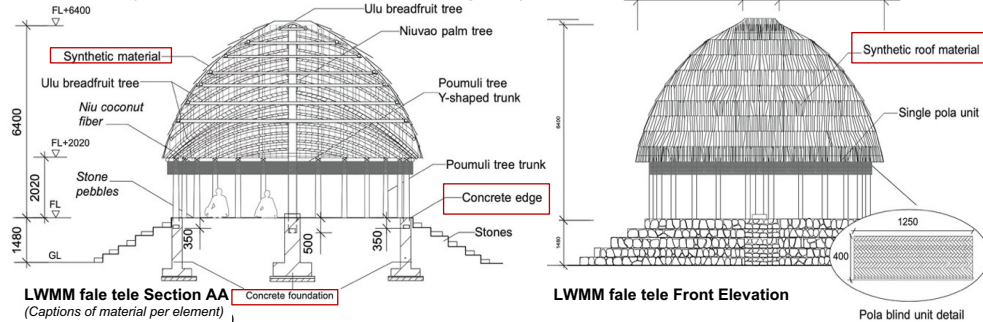 FL+6400
Ulu breadfruit tree
Niuvao palm tree
Synthetic material
Ulu breadfruit tree
Poumuli tree
Y-shaped trunk
Niu coconut
fiber
6400
FL+2020
2020
Stone
pebbles
Poumuli tree trunk
FL
Concrete edge
1480
350
500
350
Stones
GL
LWMM fale tele Section AA
Concrete foundation
(Captions of material per element)
Synthetic roof material
Single pola unit
6400
1480
1250
400
LWMM fale tele Front Elevation
Pola blind unit detail